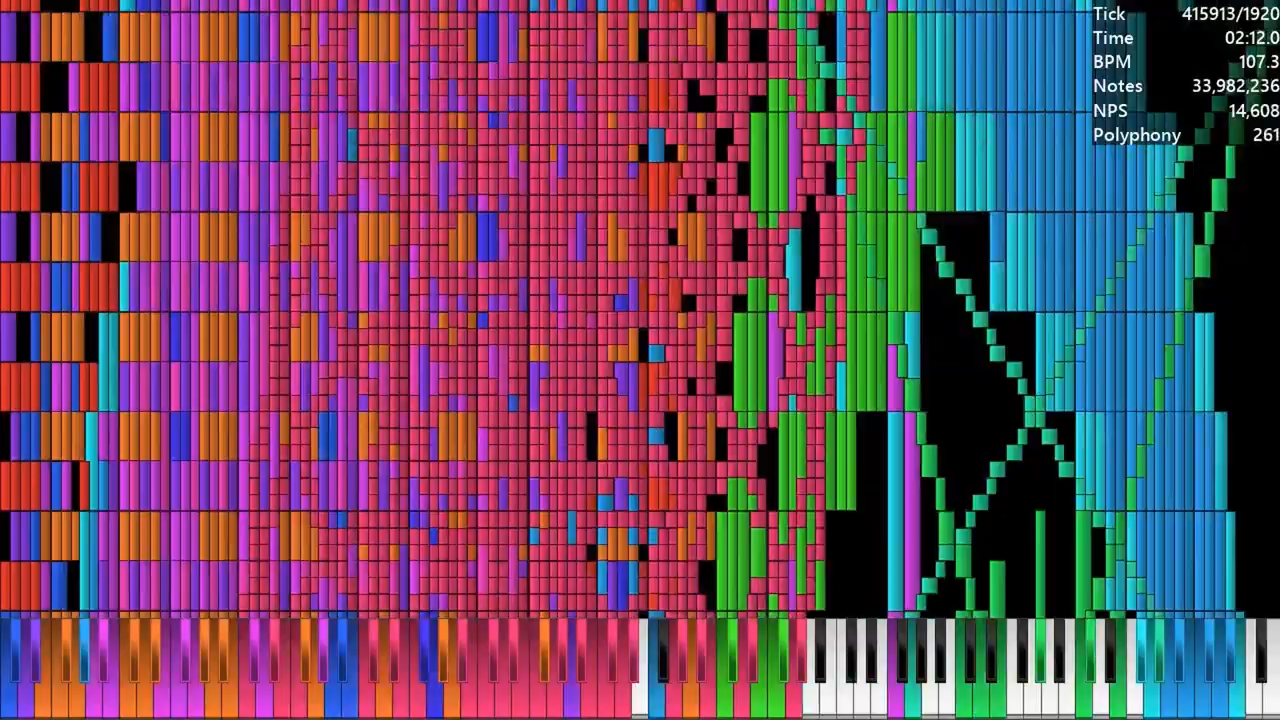 Tick 415913/1920
Time 02:12.0
BPM 107.3
Notes 33,982,236
NPS 14,608
Polyphony 261